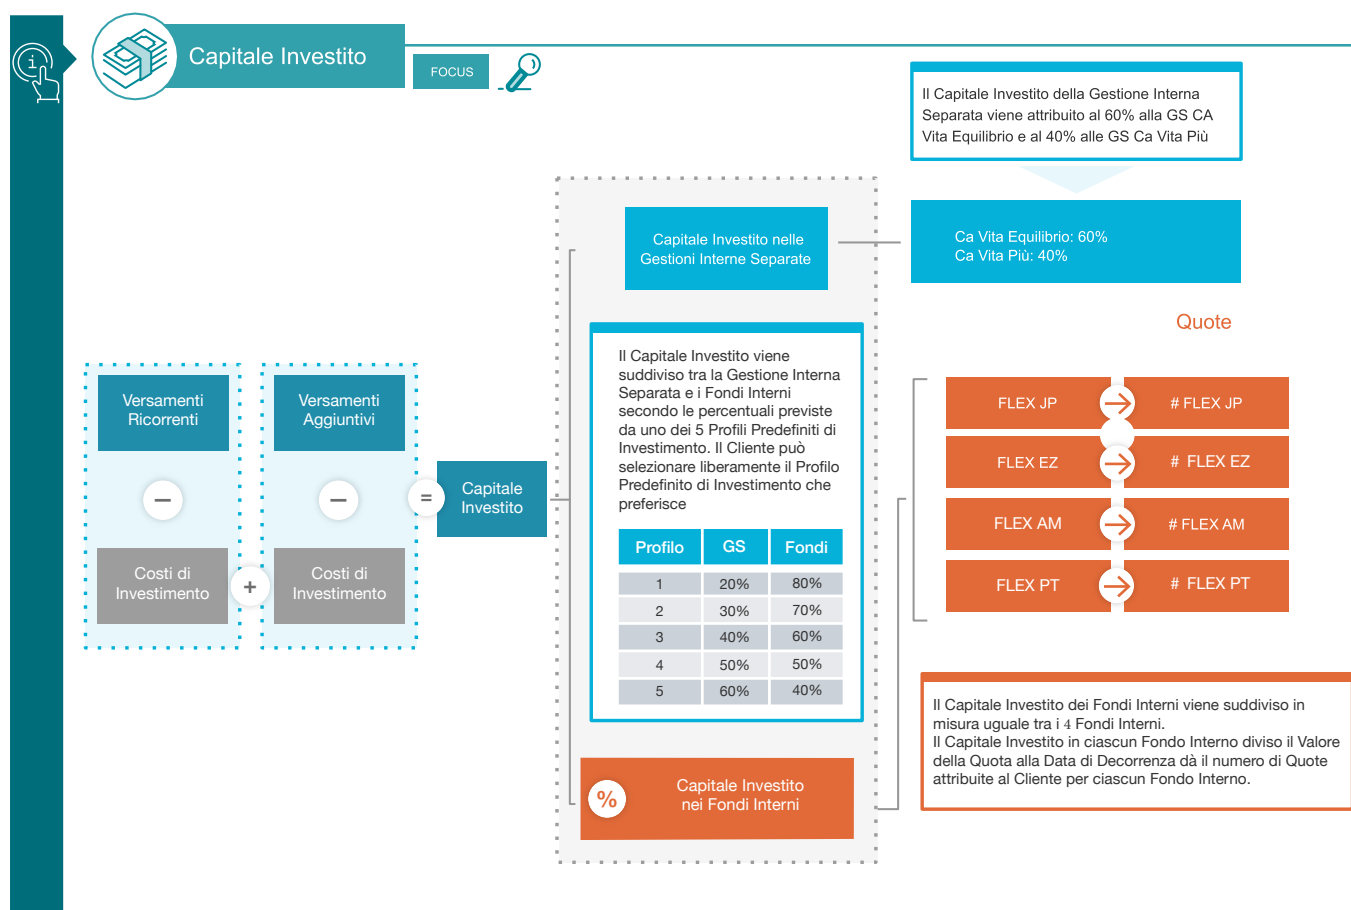 Capitale Investito
FOCUS
Il Capitale Investito della Gestione Interna
Separata viene attribuito al 60% alla GS CA
Vita Equilibrio e al 40% alle GS Ca Vita Più
Capitale Investito nelle
Gestioni Interne Separate
Ca Vita Equilibrio: 60%
Ca Vita Più: 40%
Quote
Versamenti
Ricorrenti
−
Costi di
Investimento
+
Versamenti
Aggiuntivi
−
Costi di
Investimento
=
Capitale
Investito
Il Capitale Investito viene
suddiviso tra la Gestione Interna
Separata e i Fondi Interni
secondo le percentuali previste
da uno dei 5 Profili Predefiniti di
Investimento. Il Cliente può
selezionare liberamente il Profilo
Predefinito di Investimento che
preferisce
Profilo GS Fondi
1 20% 80%
2 30% 70%
3 40% 60%
4 50% 50%
5 60% 40%
%
Capitale Investito
nei Fondi Interni
FLEX JP # FLEX JP
FLEX EZ # FLEX EZ
FLEX AM # FLEX AM
FLEX PT # FLEX PT
Il Capitale Investito dei Fondi Interni viene suddiviso in
misura uguale tra i 4 Fondi Interni.
Il Capitale Investito in ciascun Fondo Interno diviso il Valore
della Quota alla Data di Decorrenza dà il numero di Quote
attribuite al Cliente per ciascun Fondo Interno.